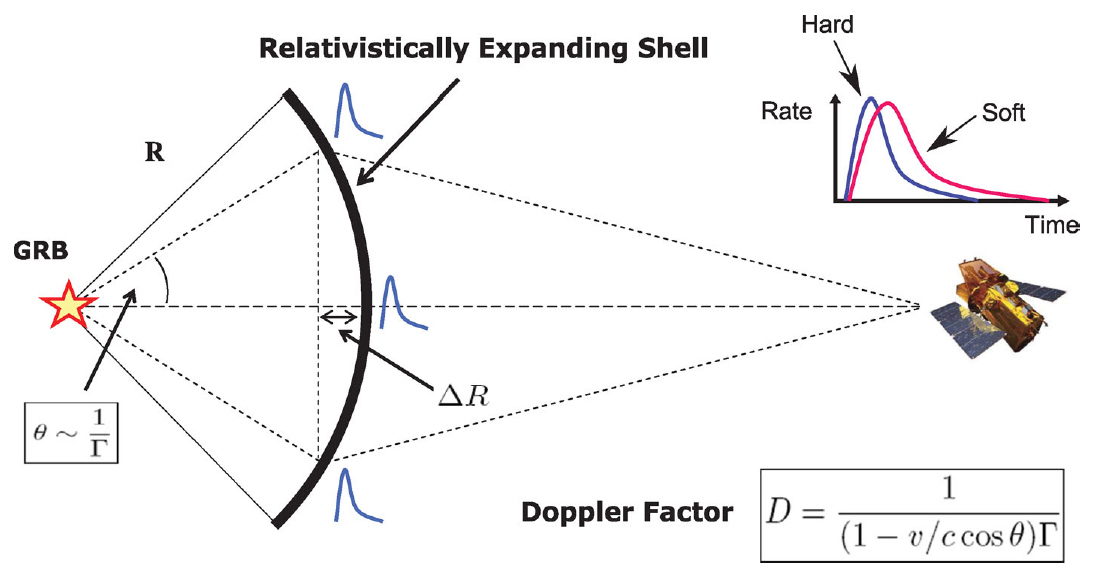 Relativistically Expanding Shell
Hard
Rate
Soft
Time
R
GRB
ΔR
θ ∼ 1/Γ
Doppler Factor D = 1/((1 − v/c cos θ)Γ)